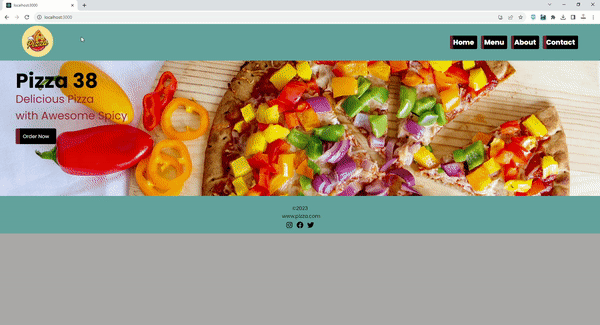 localhost:3000
localhost:3000
Pizza
Home
Menu
About
Contact
Pizza 38
Delicious Pizza
with Awesome Spicy
Order Now
©2023
www.pizza.com